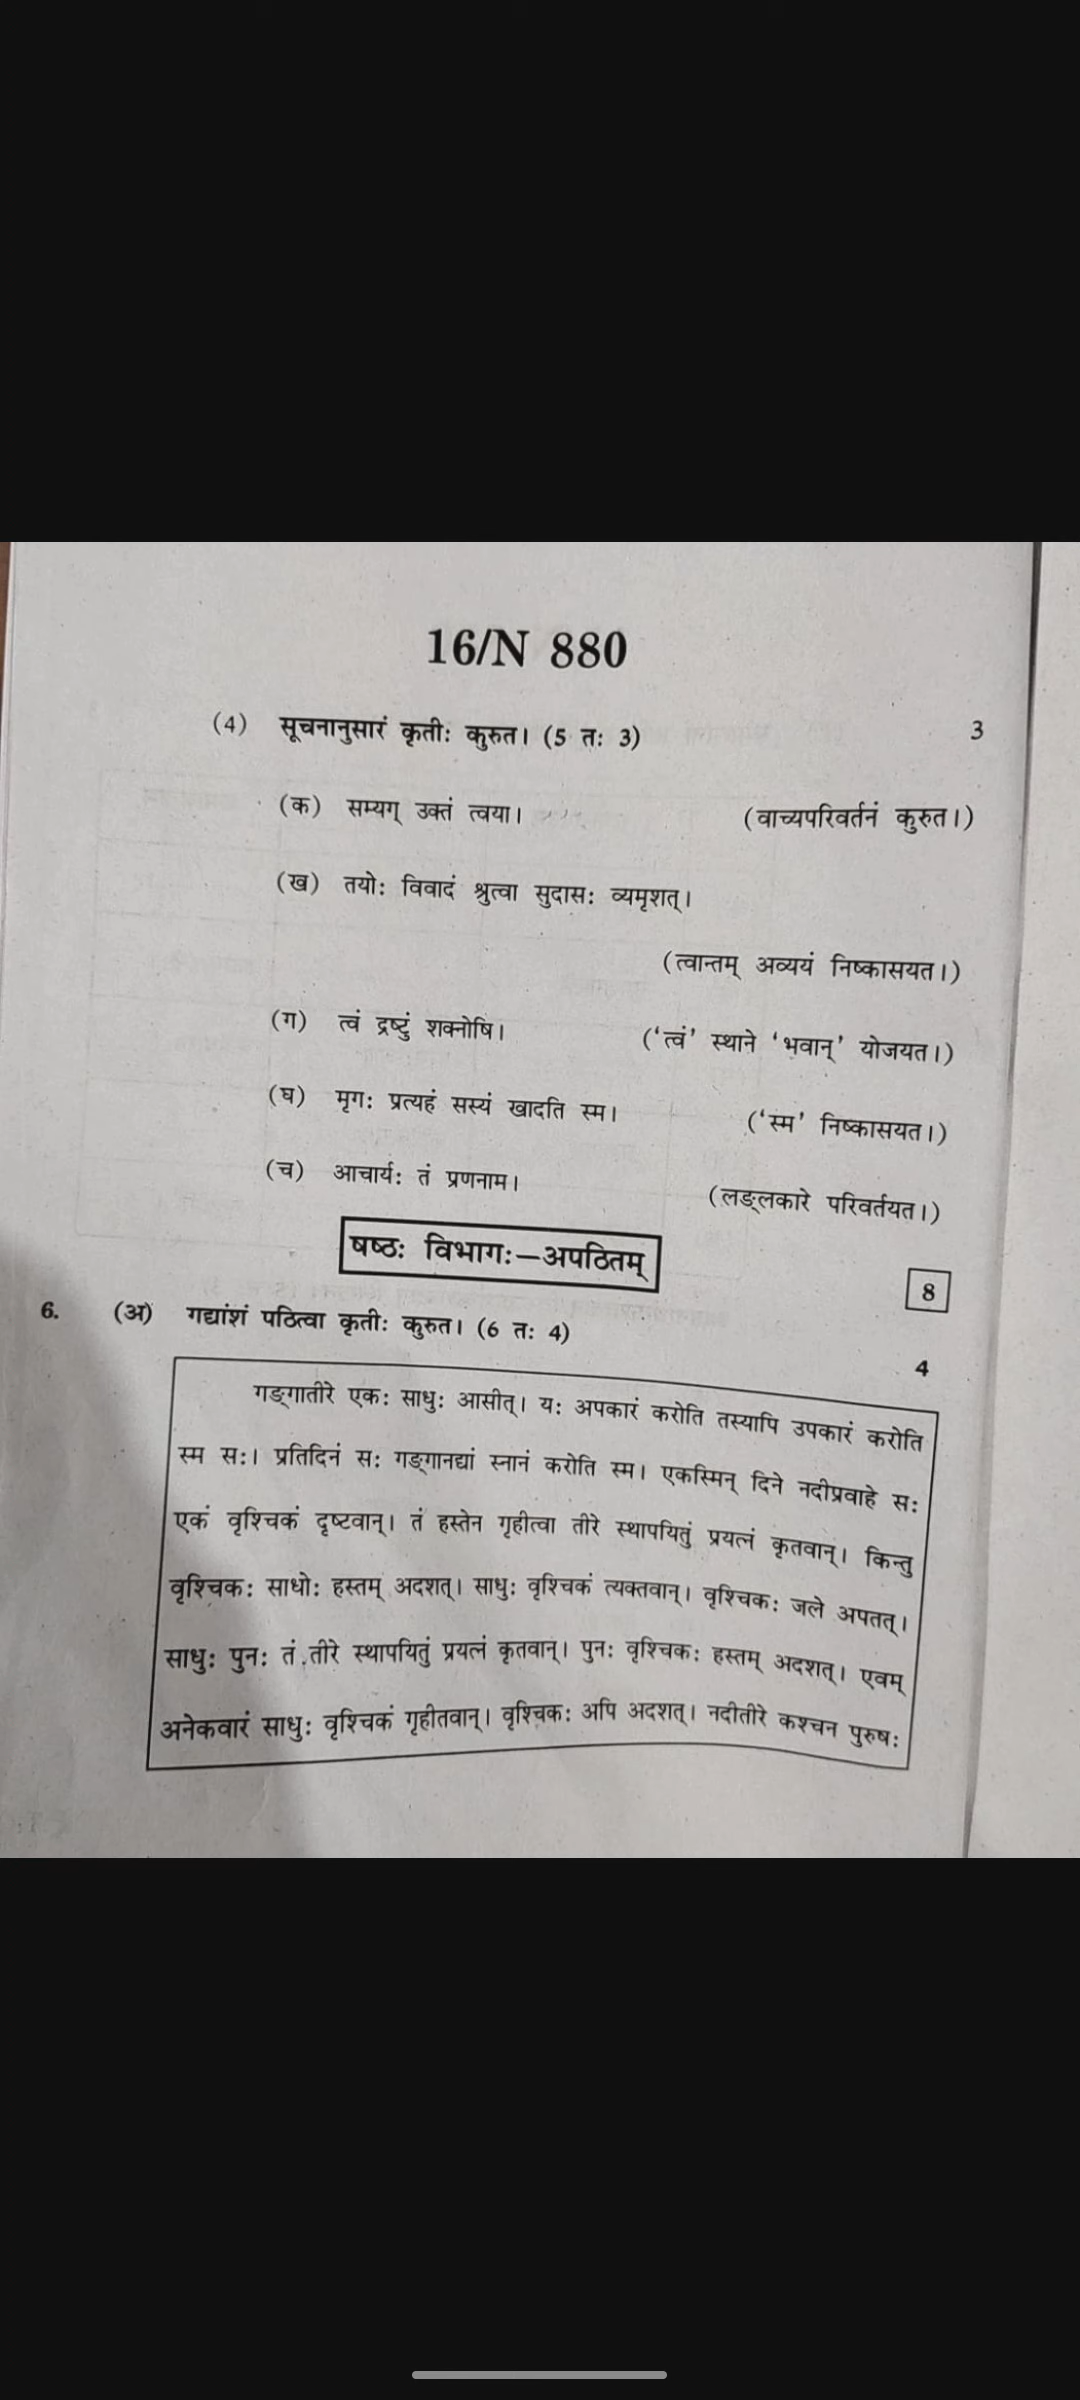 16/N 880
(4) सूचनानुसारं कृतीः कुरुत। (5 तः 3) 3
(क) सम्यग् उक्तं त्वया। (वाच्यपरिवर्तनं कुरुत।)
(ख) तयोः विवादं श्रुत्वा सुदासः व्यमृशत्।
(त्वान्तम् अव्ययं निष्कासयत।)
(ग) त्वं द्रष्टुं शक्नोषि। (‘त्वं’ स्थाने ‘भवान्’ योजयत।)
(घ) मृगः प्रत्यहं सस्यं खादति स्म। (‘स्म’ निष्कासयत।)
(च) आचार्यः तं प्रणनाम। (लङ्लकारे परिवर्तयत।)
षष्ठः विभागः—अपठितम्
8
6. (अ) गद्यांशं पठित्वा कृतीः कुरुत। (6 तः 4) 4
गङ्गातीरे एकः साधुः आसीत्। यः अपकारं करोति तस्यापि उपकारं करोति
स्म सः। प्रतिदिनं सः गङ्गानद्यां स्नानं करोति स्म। एकस्मिन् दिने नदीप्रवाहे सः
एकं वृश्चिकं दृष्टवान्। तं हस्तेन गृहीत्वा तीरे स्थापयितुं प्रयत्नं कृतवान्। किन्तु
वृश्चिकः साधोः हस्तम् अदशत्। साधुः वृश्चिकं त्यक्तवान्। वृश्चिकः जले अपतत्।
साधुः पुनः तं तीरे स्थापयितुं प्रयत्नं कृतवान्। पुनः वृश्चिकः हस्तम् अदशत्। एवम्
अनेकवारं साधुः वृश्चिकं गृहीतवान्। वृश्चिकः अपि अदशत्। नदीतीरे कश्चन पुरुषः